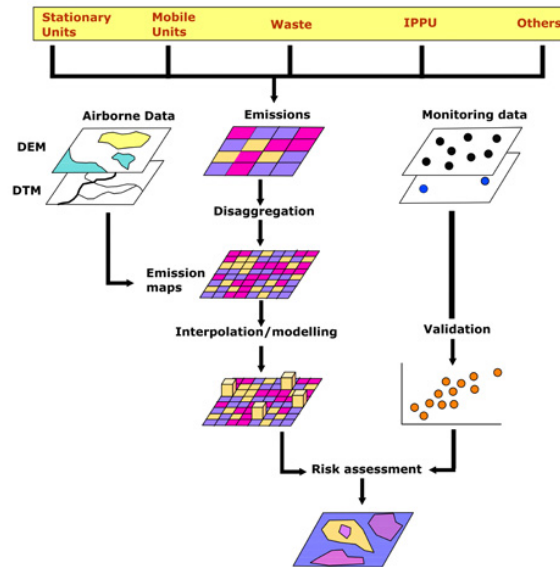 Stationary
Units
Mobile
Units
Waste
IPPU
Others
Airborne Data
Emissions
Monitoring data
DEM
DTM
Disaggregation
Emission
maps
Interpolation/modelling
Validation
Risk assessment